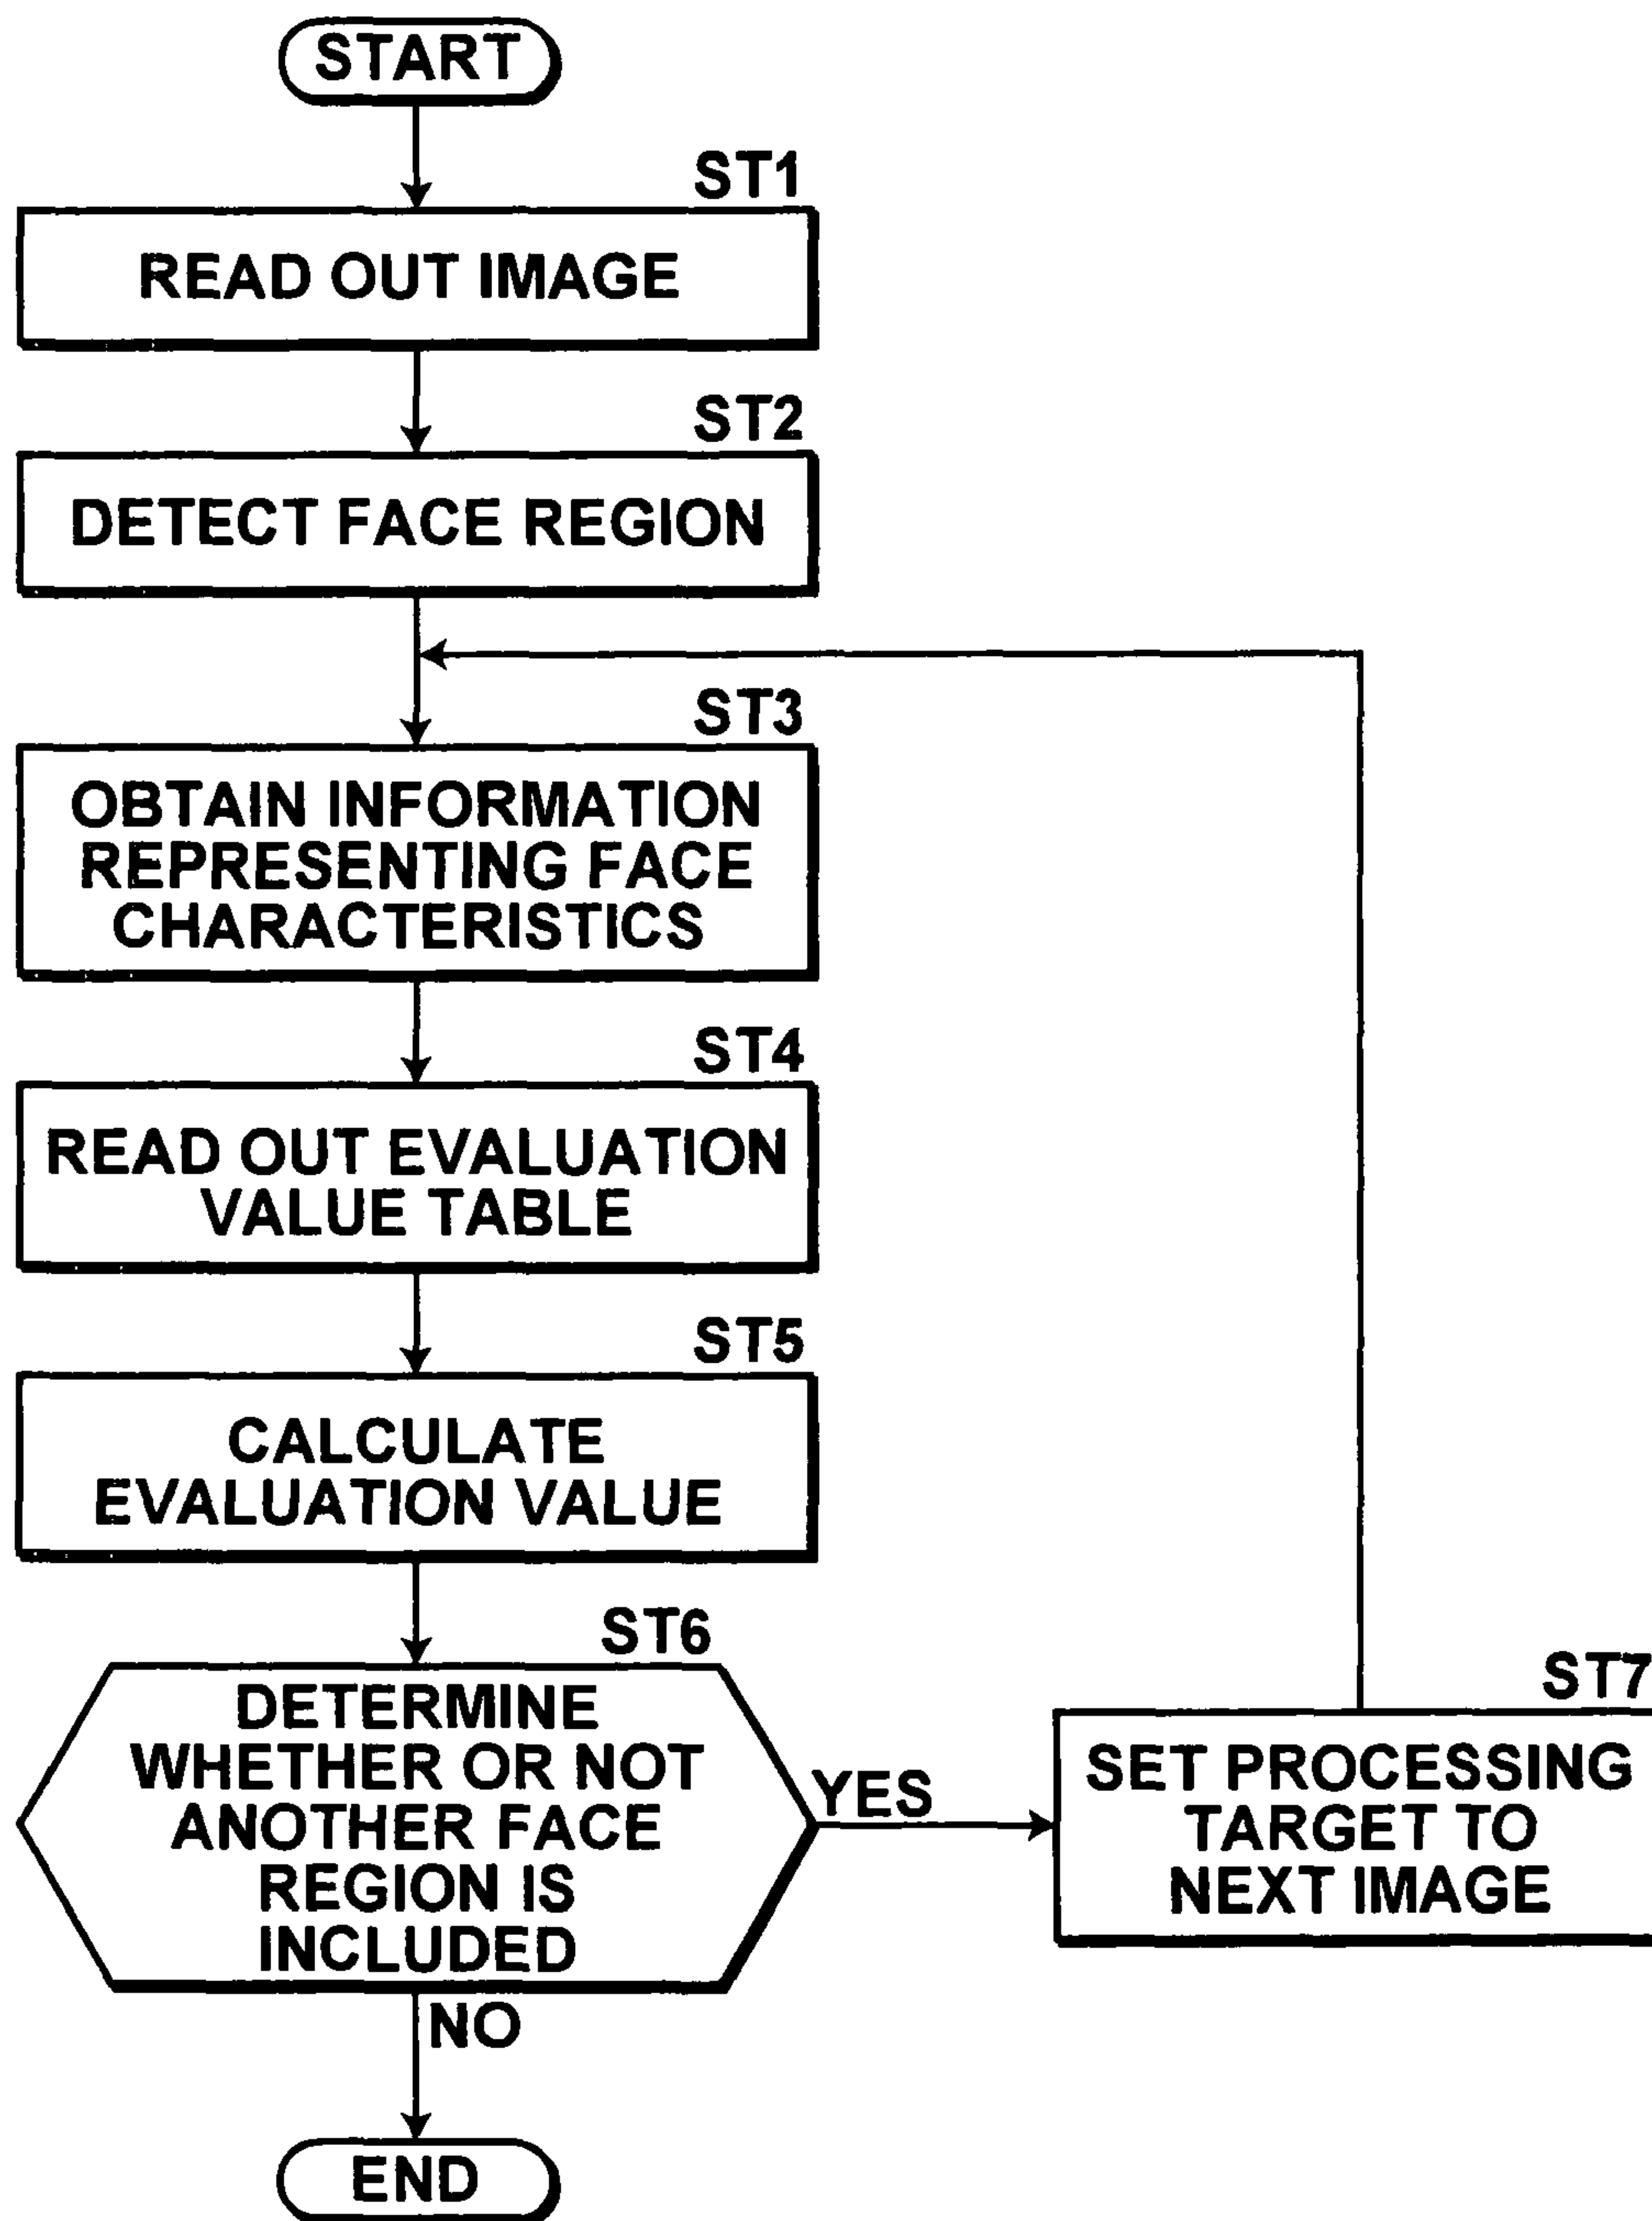 START
ST1
READ OUT IMAGE
ST2
DETECT FACE REGION
ST3
OBTAIN INFORMATION
REPRESENTING FACE
CHARACTERISTICS
ST4
READ OUT EVALUATION
VALUE TABLE
ST5
CALCULATE
EVALUATION VALUE
ST6
DETERMINE
WHETHER OR NOT
ANOTHER FACE
REGION IS
INCLUDED
YES
ST7
SET PROCESSING
TARGET TO
NEXT IMAGE
NO
END